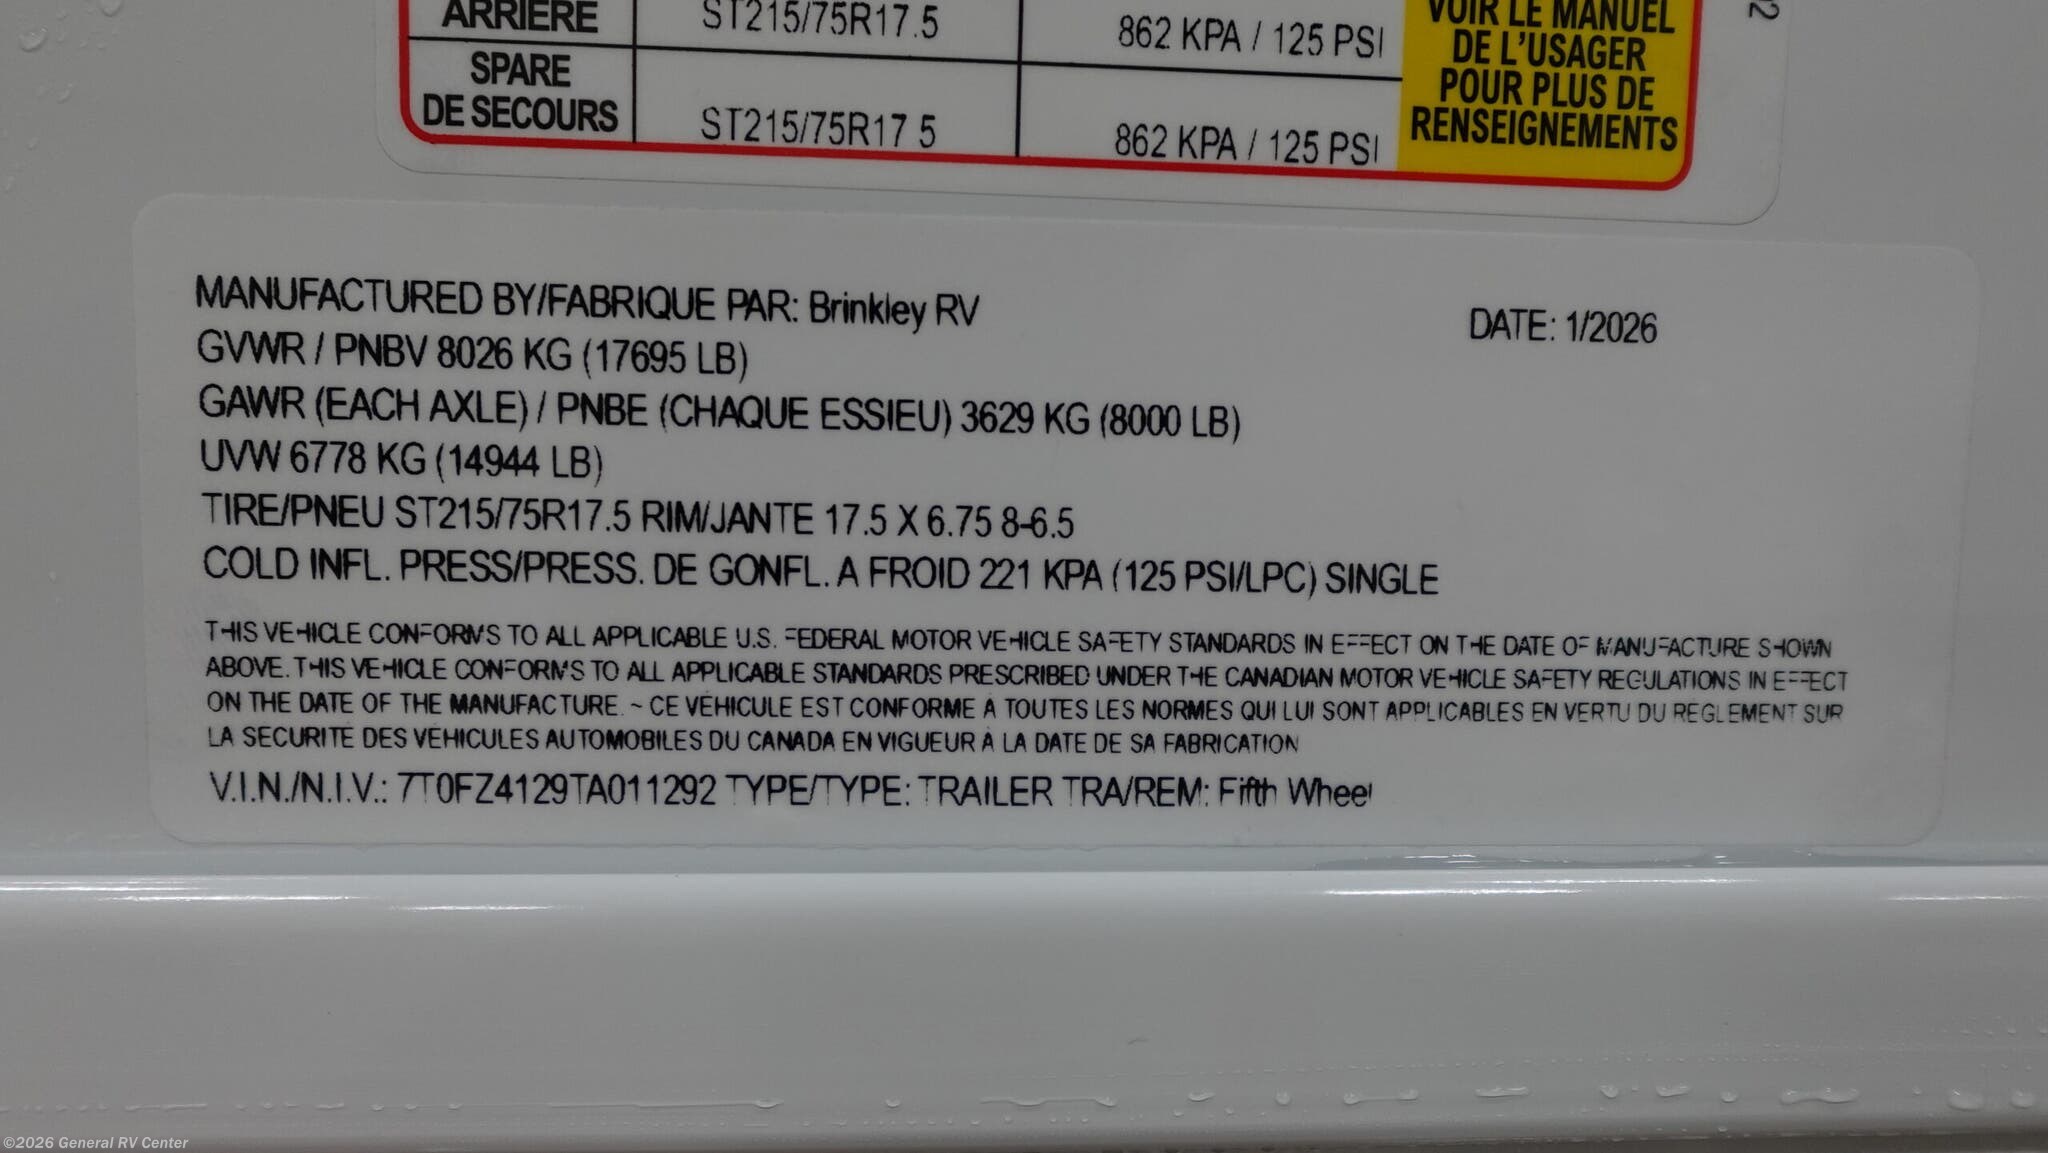 ARRIÈRE ST215/75R17.5 862 KPA / 125 PSI
SPARE
DE SECOURS ST215/75R17 5 862 KPA / 125 PSI
VOIR LE MANUEL
DE L'USAGER
POUR PLUS DE
RENSEIGNEMENTS
MANUFACTURED BY/FABRIQUE PAR: Brinkley RV DATE: 1/2026
GVWR / PNBV 8026 KG (17695 LB)
GAWR (EACH AXLE) / PNBE (CHAQUE ESSIEU) 3629 KG (8000 LB)
UVW 6778 KG (14944 LB)
TIRE/PNEU ST215/75R17.5 RIM/JANTE 17.5 X 6.75 8-6.5
COLD INFL. PRESS/PRESS. DE GONFL. A FROID 221 KPA (125 PSI/LPC) SINGLE
THIS VEHICLE CONFORMS TO ALL APPLICABLE U.S. FEDERAL MOTOR VEHICLE SAFETY STANDARDS IN EFFECT ON THE DATE OF MANUFACTURE SHOWN
ABOVE. THIS VEHICLE CONFORMS TO ALL APPLICABLE STANDARDS PRESCRIBED UNDER THE CANADIAN MOTOR VEHICLE SAFETY REGULATIONS IN EFFECT
ON THE DATE OF THE MANUFACTURE. ~ CE VÉHICULE EST CONFORME À TOUTES LES NORMES QUI LUI SONT APPLICABLES EN VERTU DU RÈGLEMENT SUR
LA SÉCURITÉ DES VÉHICULES AUTOMOBILES DU CANADA EN VIGUEUR À LA DATE DE SA FABRICATION
V.I.N./N.I.V.: 7T0FZ4129TA011292 TYPE/TYPE: TRAILER TRA/REM: Fifth Wheel
©2026 General RV Center